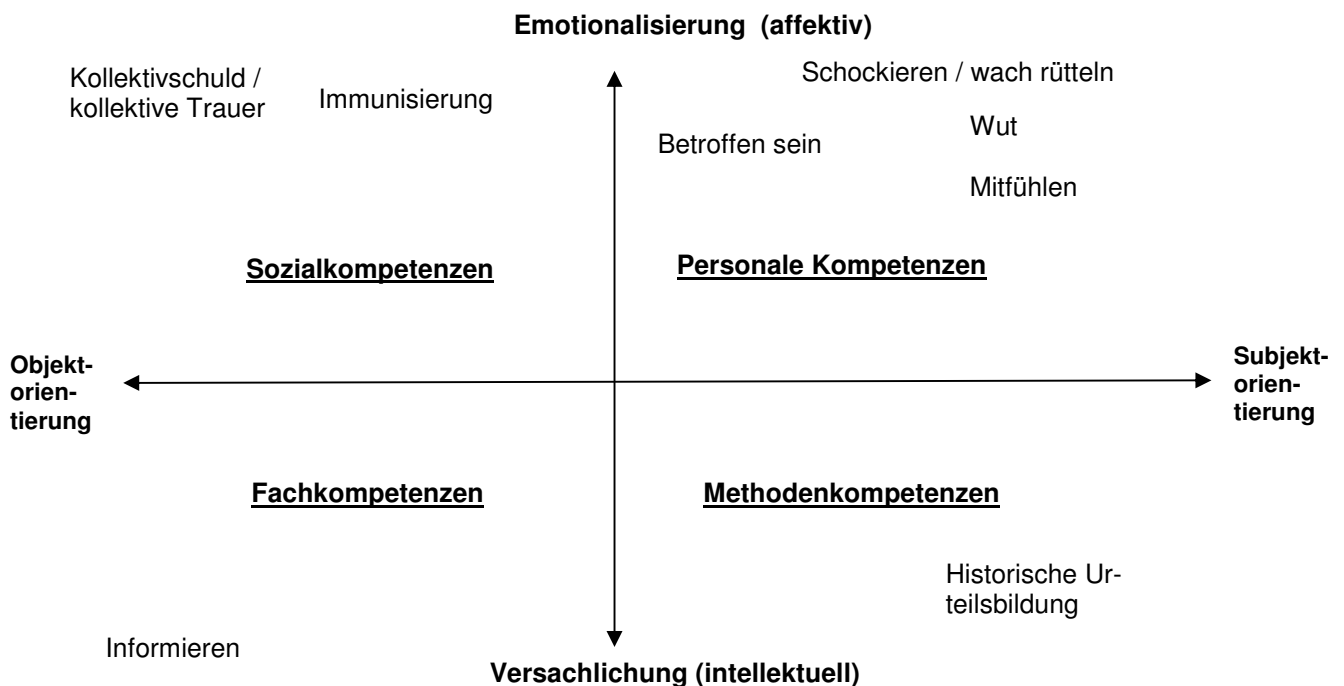 Emotionalisierung (affektiv)
Kollektivschuld /
kollektive Trauer
Immunisierung
Schockieren / wach rütteln
Betroffen sein
Wut
Mitfühlen
Sozialkompetenzen
Personale Kompetenzen
Objekt-
orien-
tierung
Subjekt-
orien-
tierung
Fachkompetenzen
Methodenkompetenzen
Historische Ur-
teilsbildung
Informieren
Versachlichung (intellektuell)